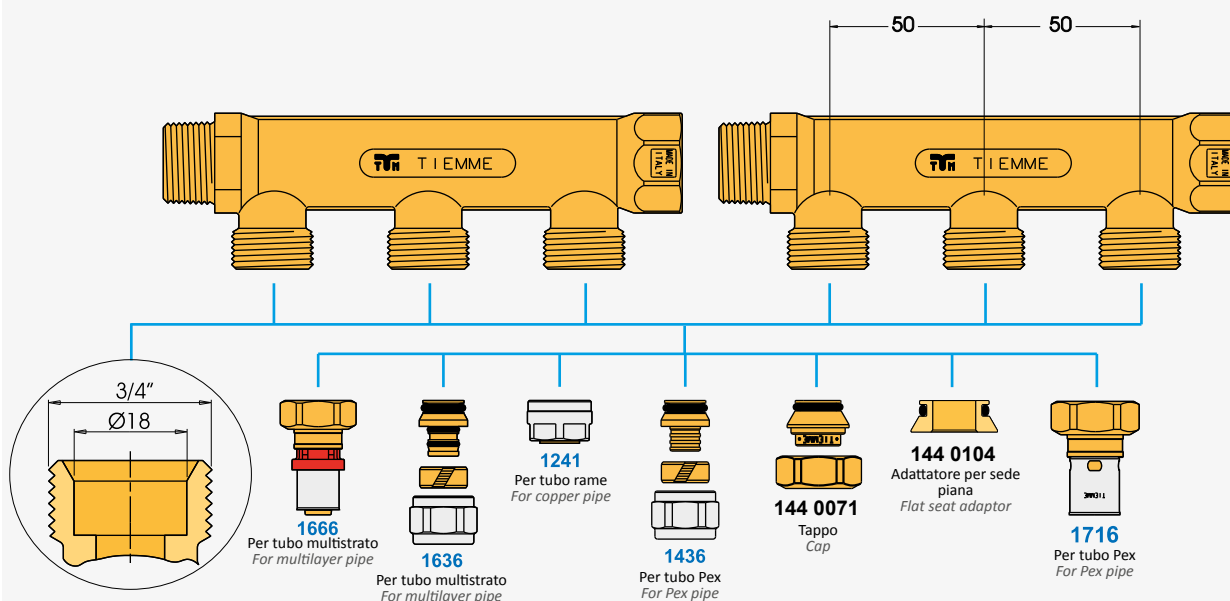 50
50
TIEMME
MADE IN
ITALY
TIEMME
MADE IN
ITALY
3/4"
Ø18
1666
Per tubo multistrato
For multilayer pipe
1636
Per tubo multistrato
For multilayer pipe
1241
Per tubo rame
For copper pipe
1436
Per tubo Pex
For Pex pipe
TIEMME
144 0071
Tappo
Cap
144 0104
Adattatore per sede
piana
Flat seat adaptor
TIEMME
1716
Per tubo Pex
For Pex pipe